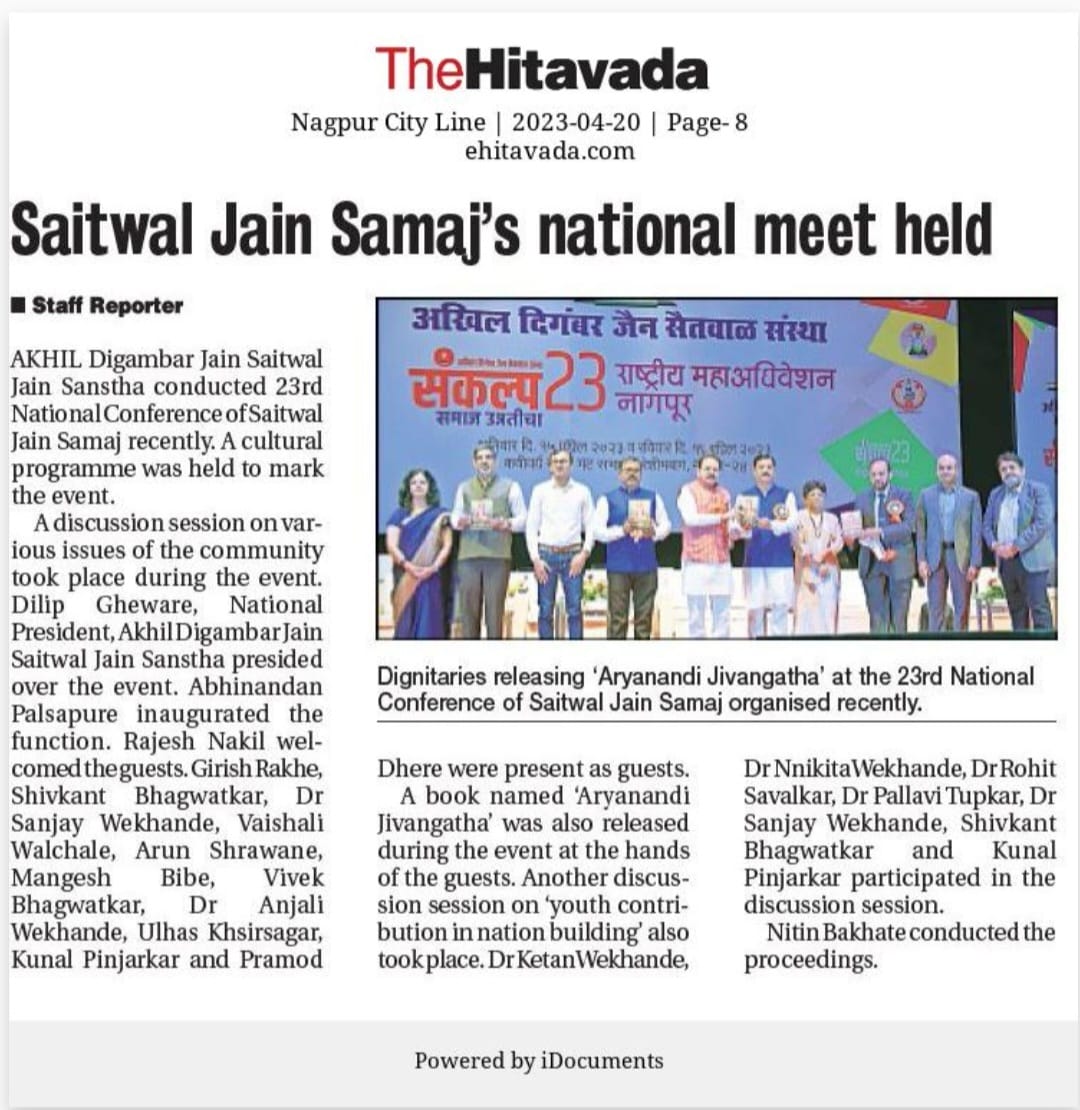 TheHitavada
Nagpur City Line | 2023-04-20 | Page- 8
ehitavada.com
Saitwal Jain Samaj's national meet held
■ Staff Reporter
AKHIL Digambar Jain Saitwal
Jain Sanstha conducted 23rd
National Conference of Saitwal
Jain Samaj recently. A cultural
programme was held to mark
the event.
A discussion session on var-
ious issues of the community
took place during the event.
Dilip Gheware, National
President, Akhil Digambar Jain
Saitwal Jain Sanstha presided
over the event. Abhinandan
Palsapure inaugurated the
function. Rajesh Nakil wel-
comed the guests. Girish Rakhe,
Shivkant Bhagwatkar, Dr
Sanjay Wekhande, Vaishali
Walchale, Arun Shrawane,
Mangesh Bibe, Vivek
Bhagwatkar, Dr Anjali
Wekhande, Ulhas Khsirsagar,
Kunal Pinjarkar and Pramod
अखिल दिगंबर जैन सैतवाळ संस्था
संकल्प 23 राष्ट्रीय महाअधिवेशन
नागपूर
समाज उन्नतीचा
Dignitaries releasing 'Aryanandi Jivangatha' at the 23rd National
Conference of Saitwal Jain Samaj organised recently.
Dhere were present as guests.
A book named 'Aryanandi
Jivangatha' was also released
during the event at the hands
of the guests. Another discus-
sion session on 'youth contri-
bution in nation building' also
took place. Dr Ketan Wekhande,
Dr Nnikita Wekhande, Dr Rohit
Savalkar, Dr Pallavi Tupkar, Dr
Sanjay Wekhande, Shivkant
Bhagwatkar and Kunal
Pinjarkar participated in the
discussion session.
Nitin Bakhate conducted the
proceedings.
Powered by iDocuments